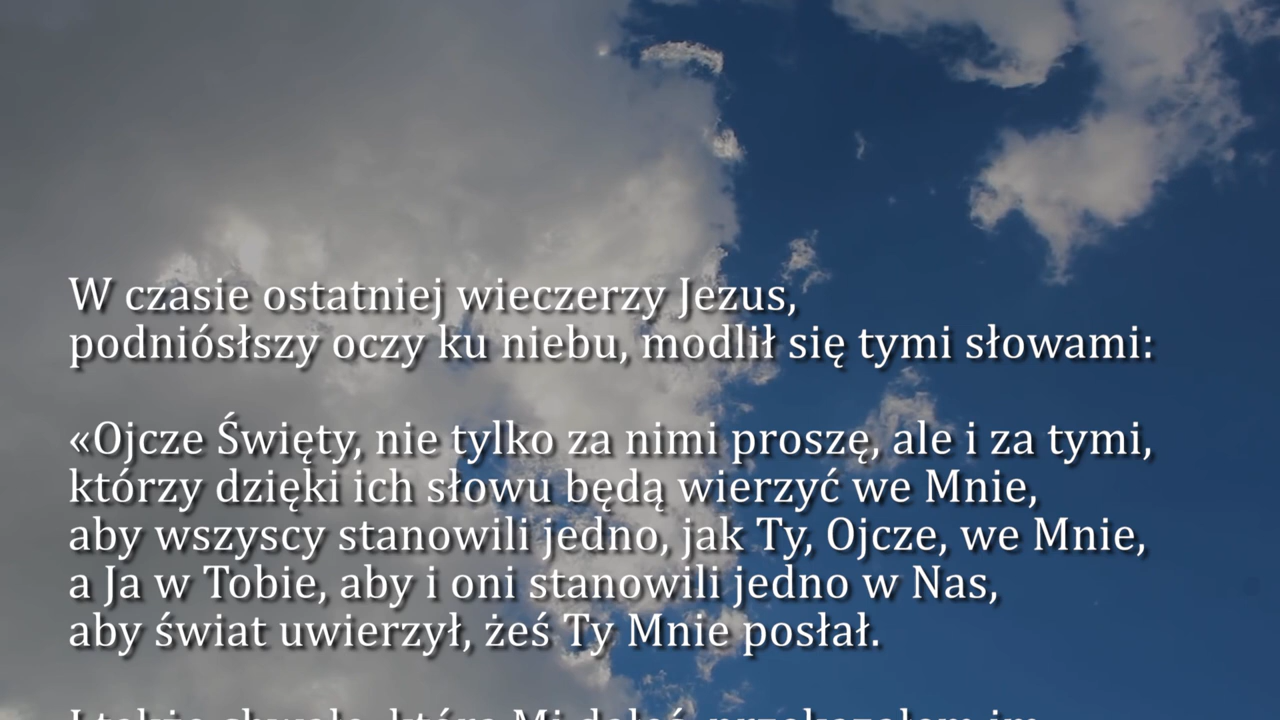 W czasie ostatniej wieczerzy Jezus,
podniósłszy oczy ku niebu, modlił się tymi słowami:
«Ojcze Święty, nie tylko za nimi proszę, ale i za tymi,
którzy dzięki ich słowu będą wierzyć we Mnie,
aby wszyscy stanowili jedno, jak Ty, Ojcze, we Mnie,
a Ja w Tobie, aby i oni stanowili jedno w Nas,
aby świat uwierzył, żeś Ty Mnie posłał.